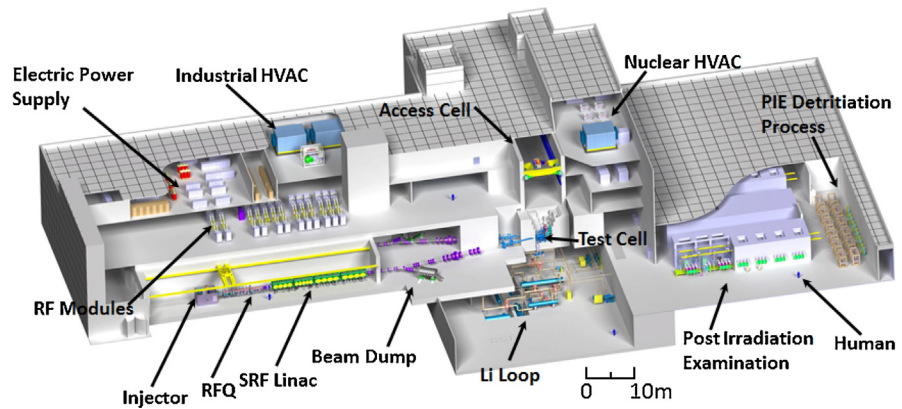 Electric Power
Supply
Industrial HVAC
Nuclear HVAC
Access Cell
PIE Detritiation
Process
Test Cell
RF Modules
Injector
RFQ
SRF Linac
Beam Dump
Li Loop
0 10m
Post Irradiation
Examination
Human